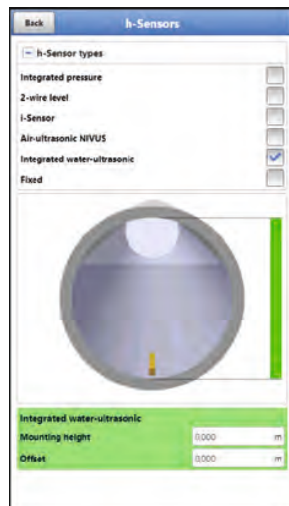 Back h-Sensors
− h-Sensor types
Integrated pressure
2-wire level
i-Sensor
Air-ultrasonic NIVUS
Integrated water-ultrasonic
Fixed
Integrated water-ultrasonic
Mounting height 0,000 m
Offset 0,000 m